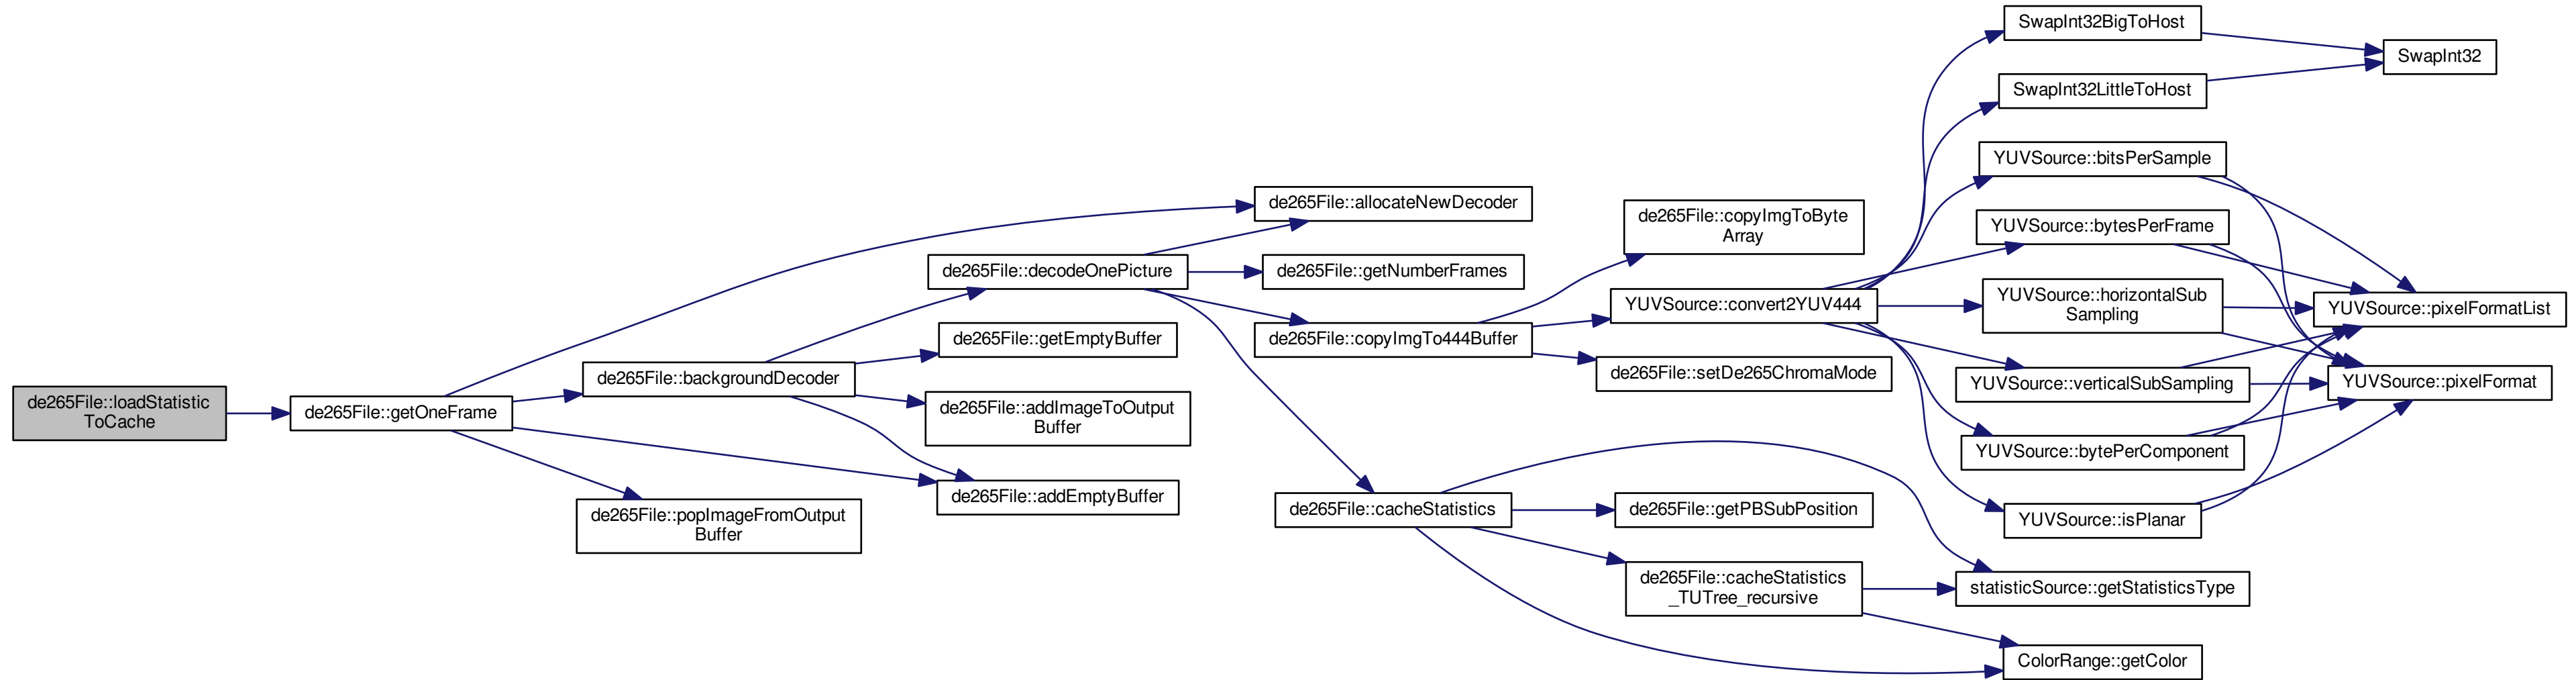 de265File::loadStatistic
ToCache
de265File::getOneFrame
de265File::backgroundDecoder
de265File::popImageFromOutput
Buffer
de265File::decodeOnePicture
de265File::getEmptyBuffer
de265File::addImageToOutput
Buffer
de265File::addEmptyBuffer
de265File::allocateNewDecoder
de265File::getNumberFrames
de265File::copyImgTo444Buffer
de265File::cacheStatistics
de265File::copyImgToByte
Array
YUVSource::convert2YUV444
de265File::setDe265ChromaMode
de265File::getPBSubPosition
de265File::cacheStatistics
_TUTree_recursive
SwapInt32BigToHost
SwapInt32LittleToHost
YUVSource::bitsPerSample
YUVSource::bytesPerFrame
YUVSource::horizontalSub
Sampling
YUVSource::verticalSubSampling
YUVSource::bytePerComponent
YUVSource::isPlanar
statisticSource::getStatisticsType
ColorRange::getColor
SwapInt32
YUVSource::pixelFormatList
YUVSource::pixelFormat